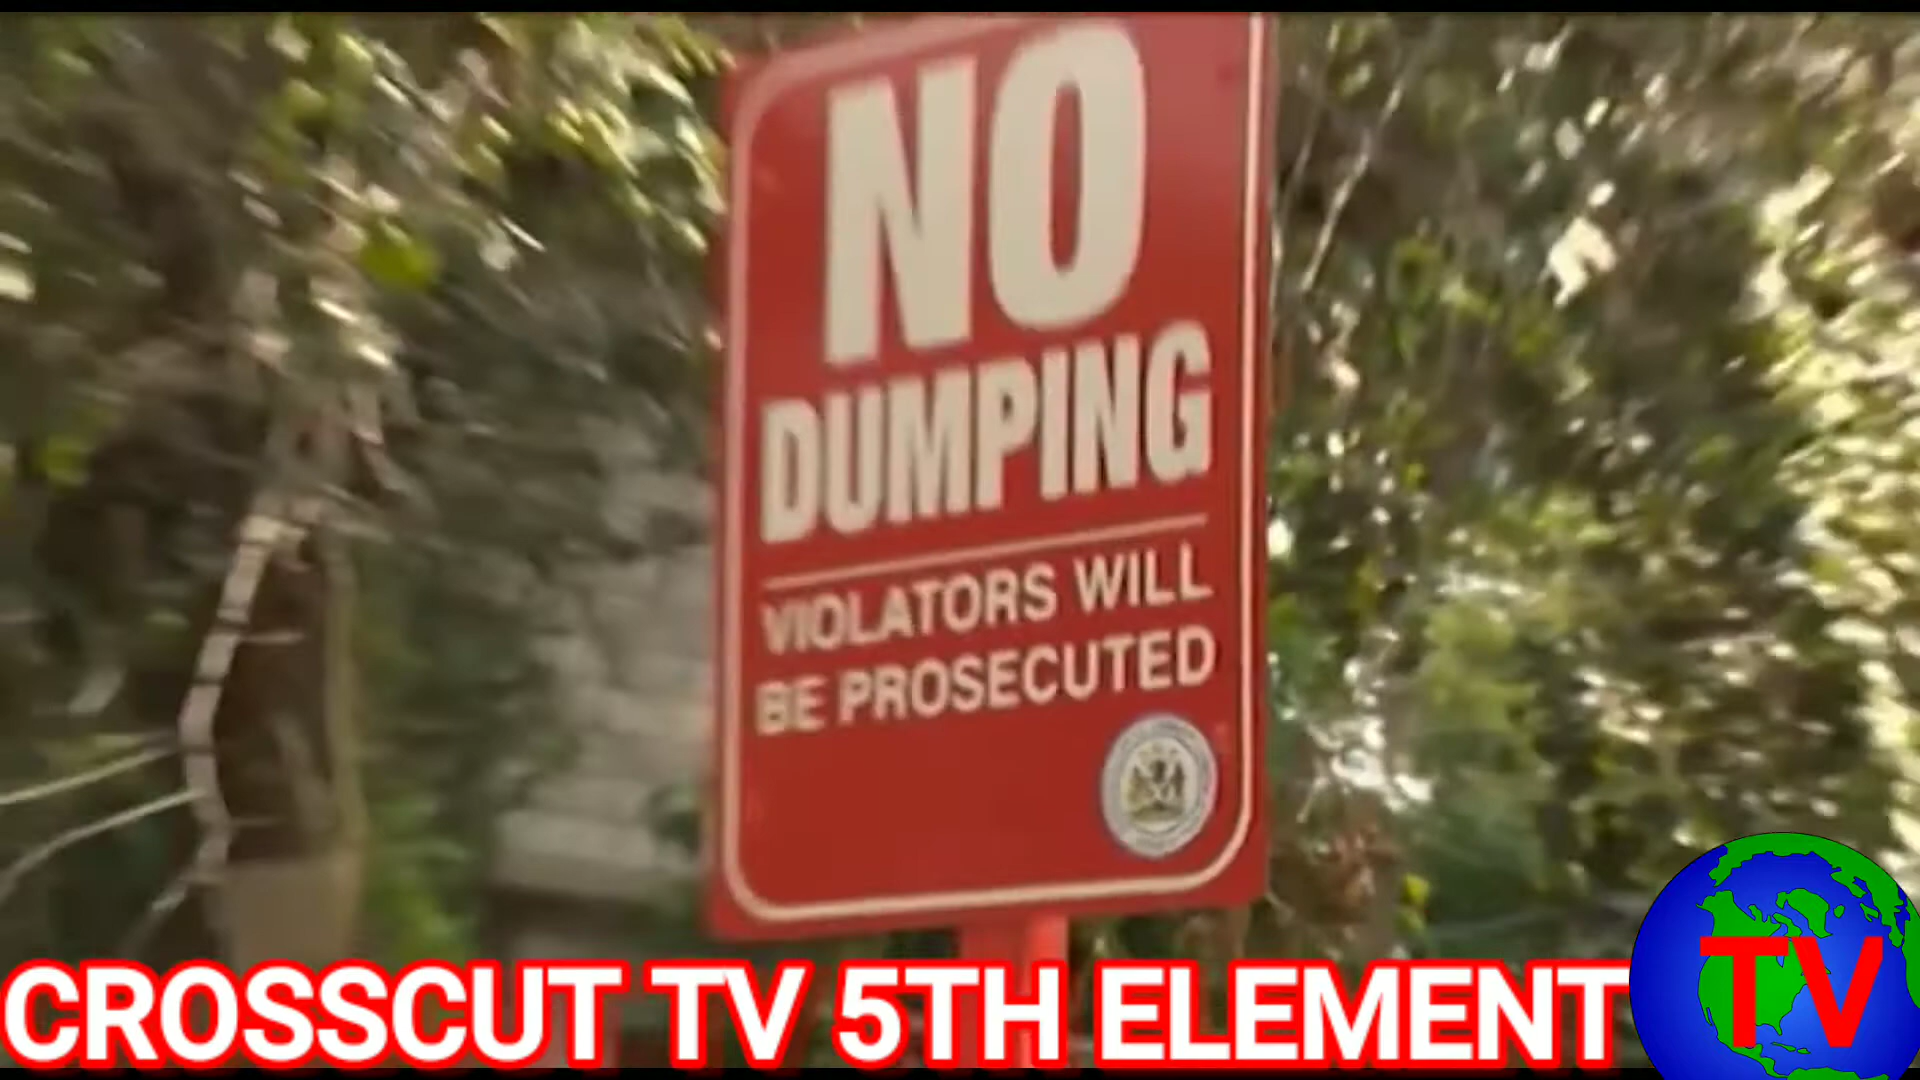 NO
DUMPING
VIOLATORS WILL
BE PROSECUTED
CROSSCUT TV 5TH ELEMENT
TV